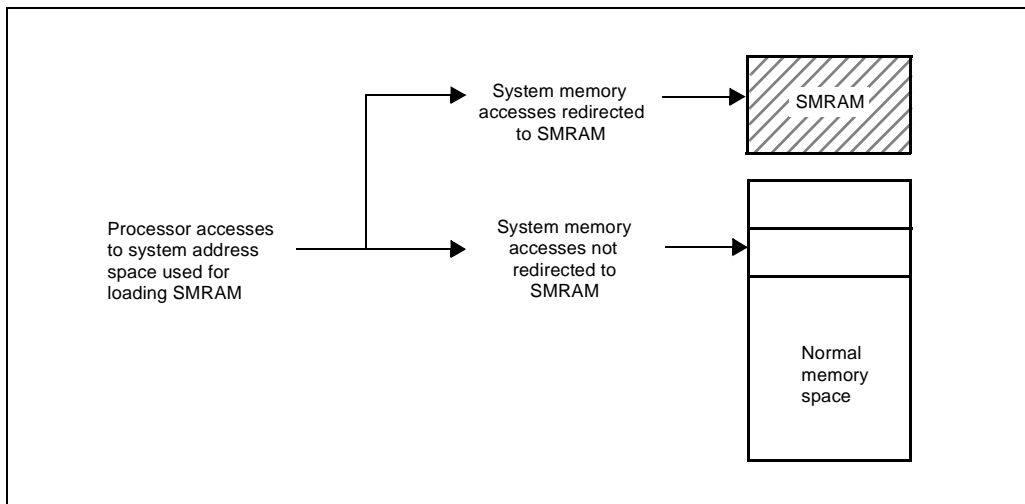 System memory
accesses redirected
to SMRAM
SMRAM
Processor accesses
to system address
space used for
loading SMRAM
System memory
accesses not
redirected to
SMRAM
Normal
memory
space